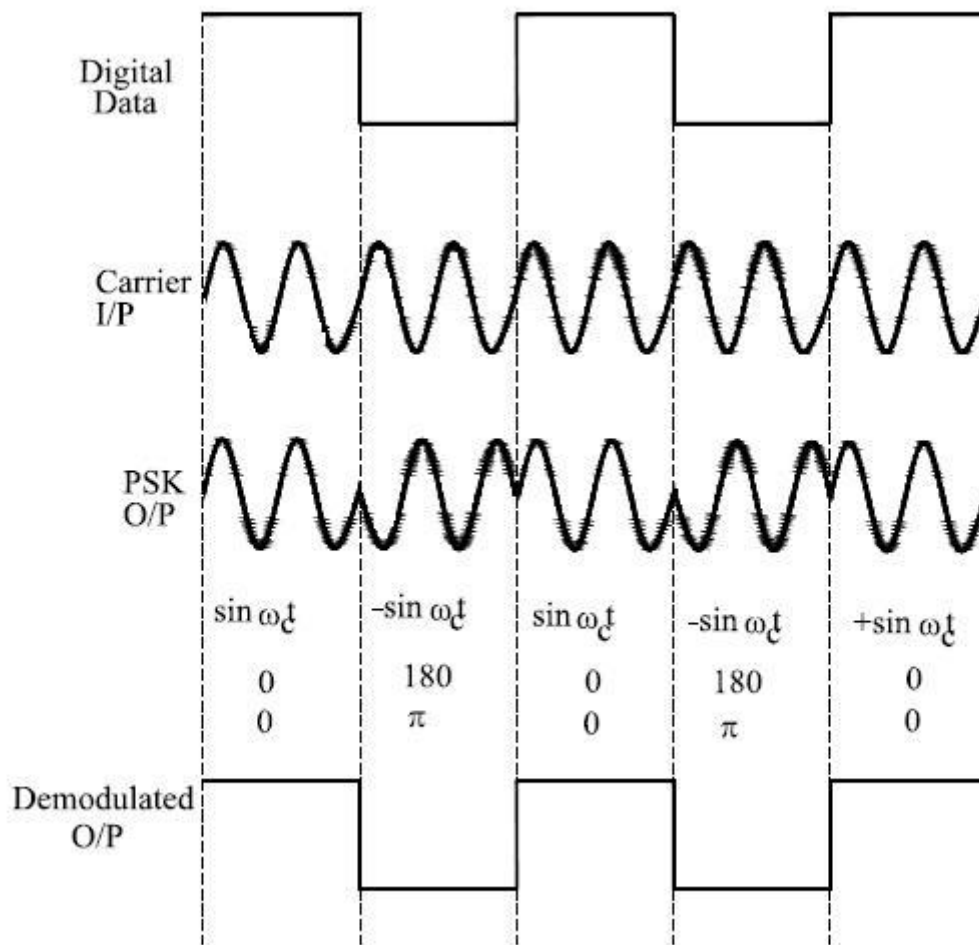 Digital
Data
Carrier
I/P
PSK
O/P
sin ωct -sin ωct sin ωct -sin ωct +sin ωct
0 180 0 180 0
0 π 0 π 0
Demodulated
O/P